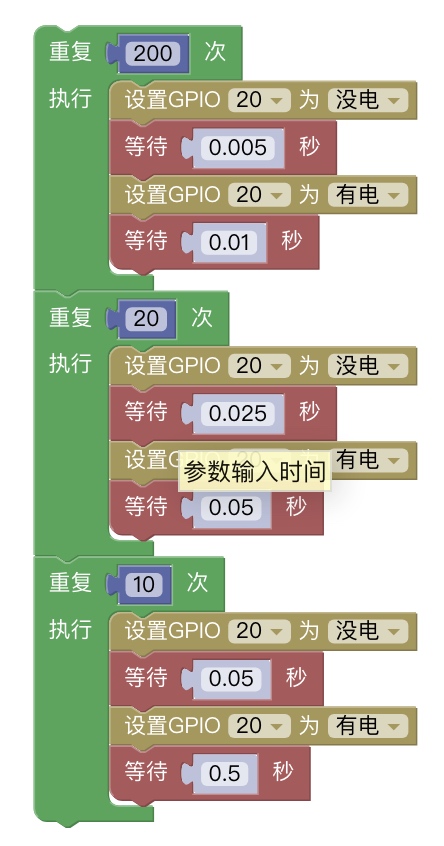 重复 200 次
执行 设置GPIO 20 为 没电
等待 0.005 秒
设置GPIO 20 为 有电
等待 0.01 秒
重复 20 次
执行 设置GPIO 20 为 没电
等待 0.025 秒
设置GPIO 20 为 有电
参数输入时间
等待 0.05 秒
重复 10 次
执行 设置GPIO 20 为 没电
等待 0.05 秒
设置GPIO 20 为 有电
等待 0.5 秒